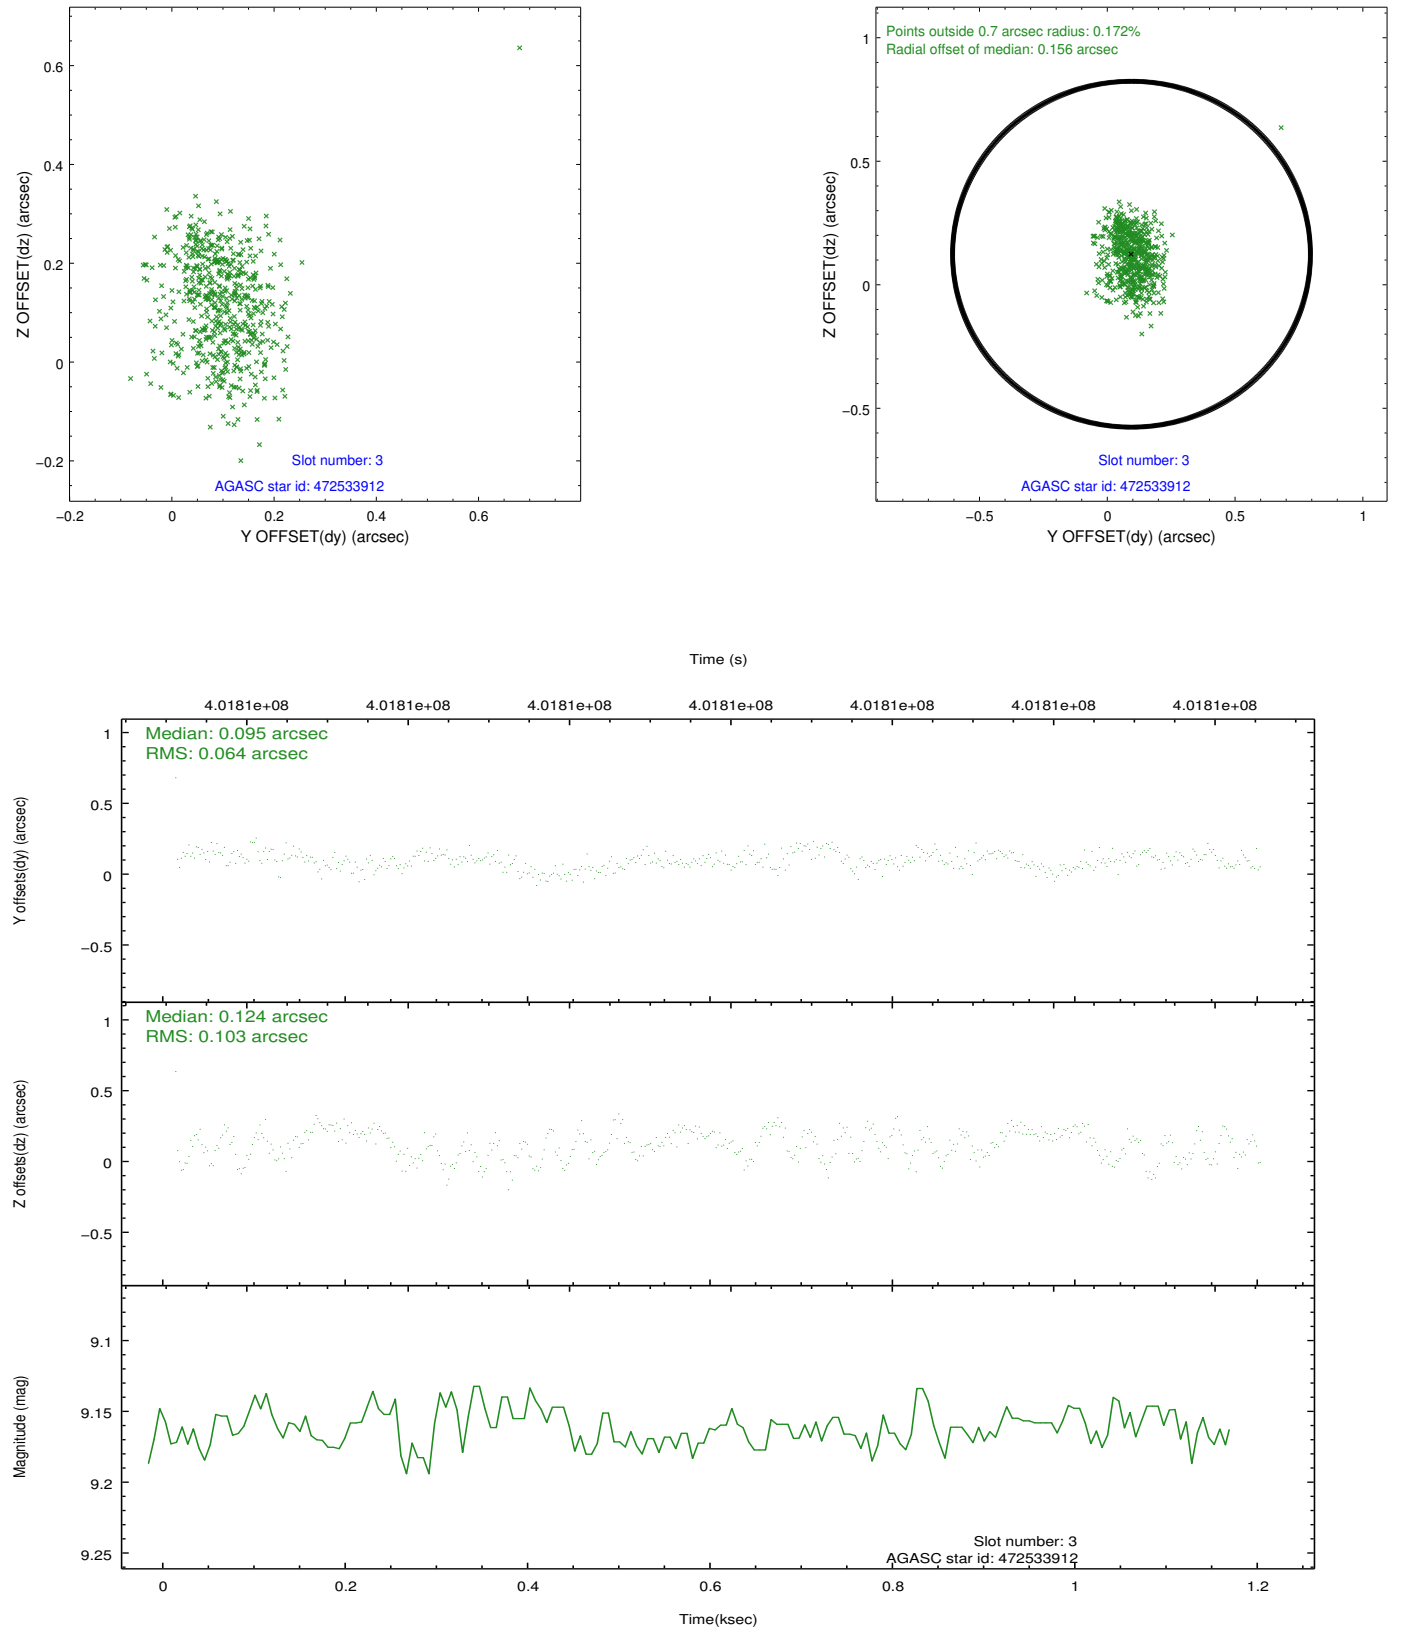 0.6
0.4
0.2
0
−0.2
Z OFFSET(dz) (arcsec)
Slot number: 3
AGASC star id: 472533912
−0.2 0 0.2 0.4 0.6
Y OFFSET(dy) (arcsec)
Points outside 0.7 arcsec radius: 0.172%
Radial offset of median: 0.156 arcsec
1
0.5
0
−0.5
Z OFFSET(dz) (arcsec)
Slot number: 3
AGASC star id: 472533912
−0.5 0 0.5 1
Y OFFSET(dy) (arcsec)
Time (s)
4.0181e+08 4.0181e+08 4.0181e+08 4.0181e+08 4.0181e+08 4.0181e+08 4.0181e+08
Median: 0.095 arcsec
RMS: 0.064 arcsec
1
0.5
0
−0.5
Y offsets(dy) (arcsec)
Median: 0.124 arcsec
RMS: 0.103 arcsec
1
0.5
0
−0.5
Z offsets(dz) (arcsec)
9.1
9.15
9.2
9.25
Magnitude (mag)
Slot number: 3
AGASC star id: 472533912
0 0.2 0.4 0.6 0.8 1 1.2
Time(ksec)